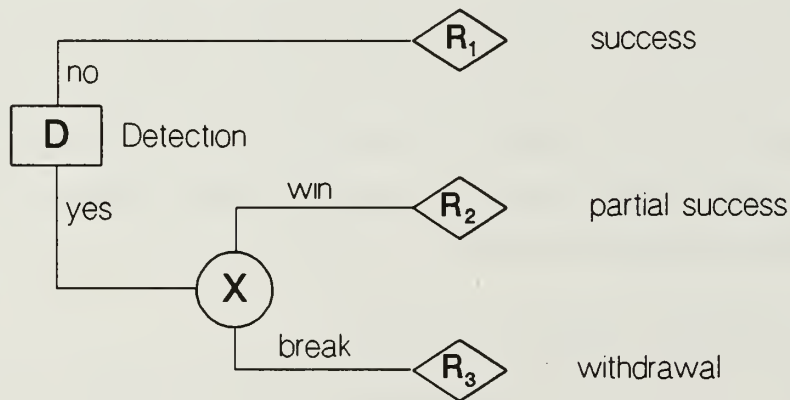 R₁ success
no
D Detection
yes
win
R₂ partial success
X
break
R₃ withdrawal